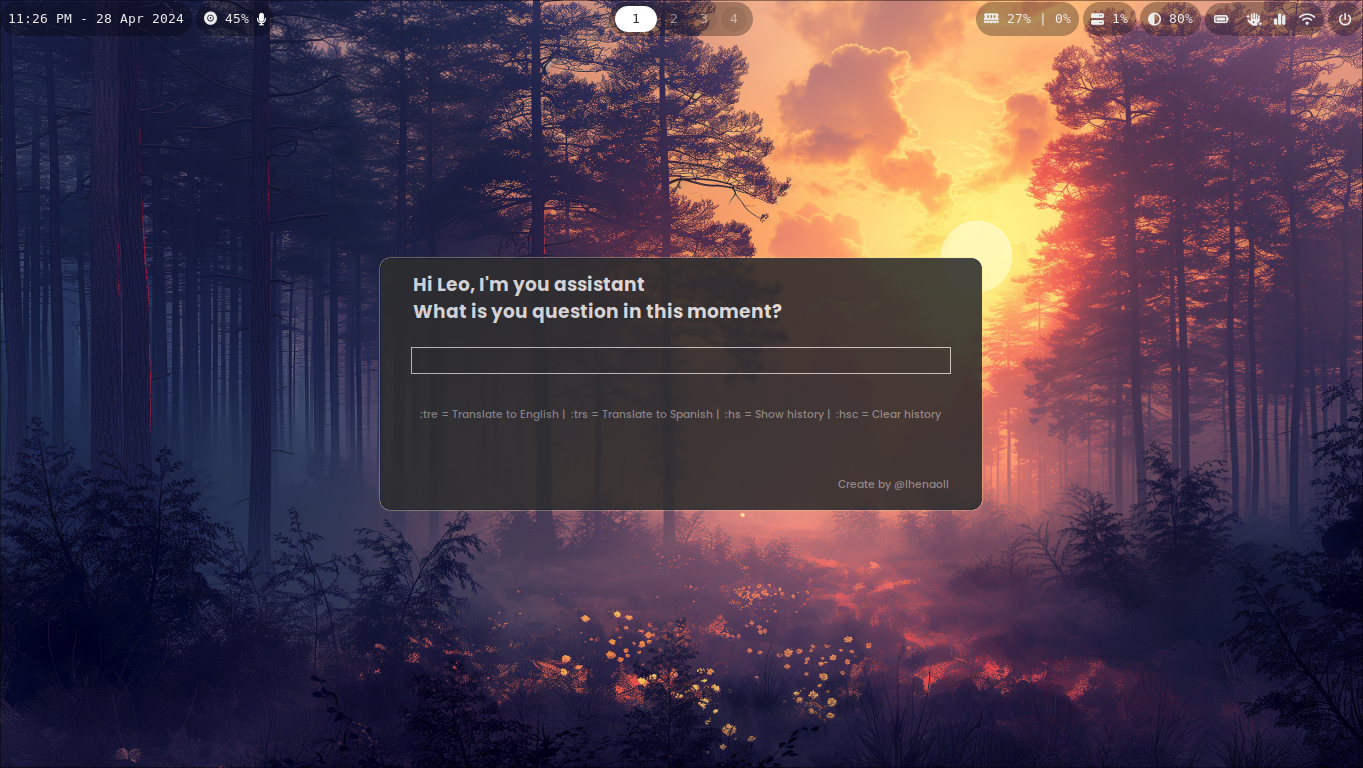 11:26 PM - 28 Apr 2024 45% 1 2 3 4 27% | 0% 1% 80%
Hi Leo, I'm you assistant
What is you question in this moment?
:tre = Translate to English | :trs = Translate to Spanish | :hs = Show history | :hsc = Clear history
Create by @lhenaoll